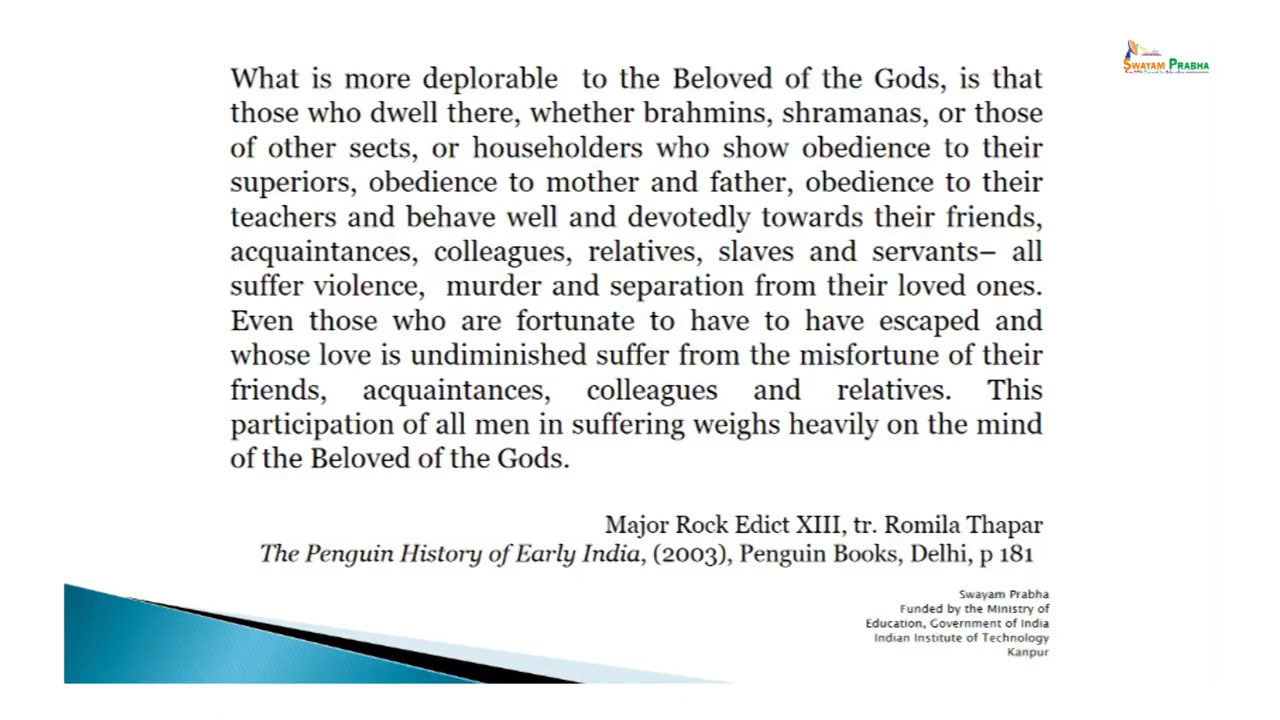 SWAYAM PRABHA
What is more deplorable to the Beloved of the Gods, is that
those who dwell there, whether brahmins, shramanas, or those
of other sects, or householders who show obedience to their
superiors, obedience to mother and father, obedience to their
teachers and behave well and devotedly towards their friends,
acquaintances, colleagues, relatives, slaves and servants– all
suffer violence, murder and separation from their loved ones.
Even those who are fortunate to have to have escaped and
whose love is undiminished suffer from the misfortune of their
friends, acquaintances, colleagues and relatives. This
participation of all men in suffering weighs heavily on the mind
of the Beloved of the Gods.
Major Rock Edict XIII, tr. Romila Thapar
The Penguin History of Early India, (2003), Penguin Books, Delhi, p 181
Swayam Prabha
Funded by the Ministry of
Education, Government of India
Indian Institute of Technology
Kanpur